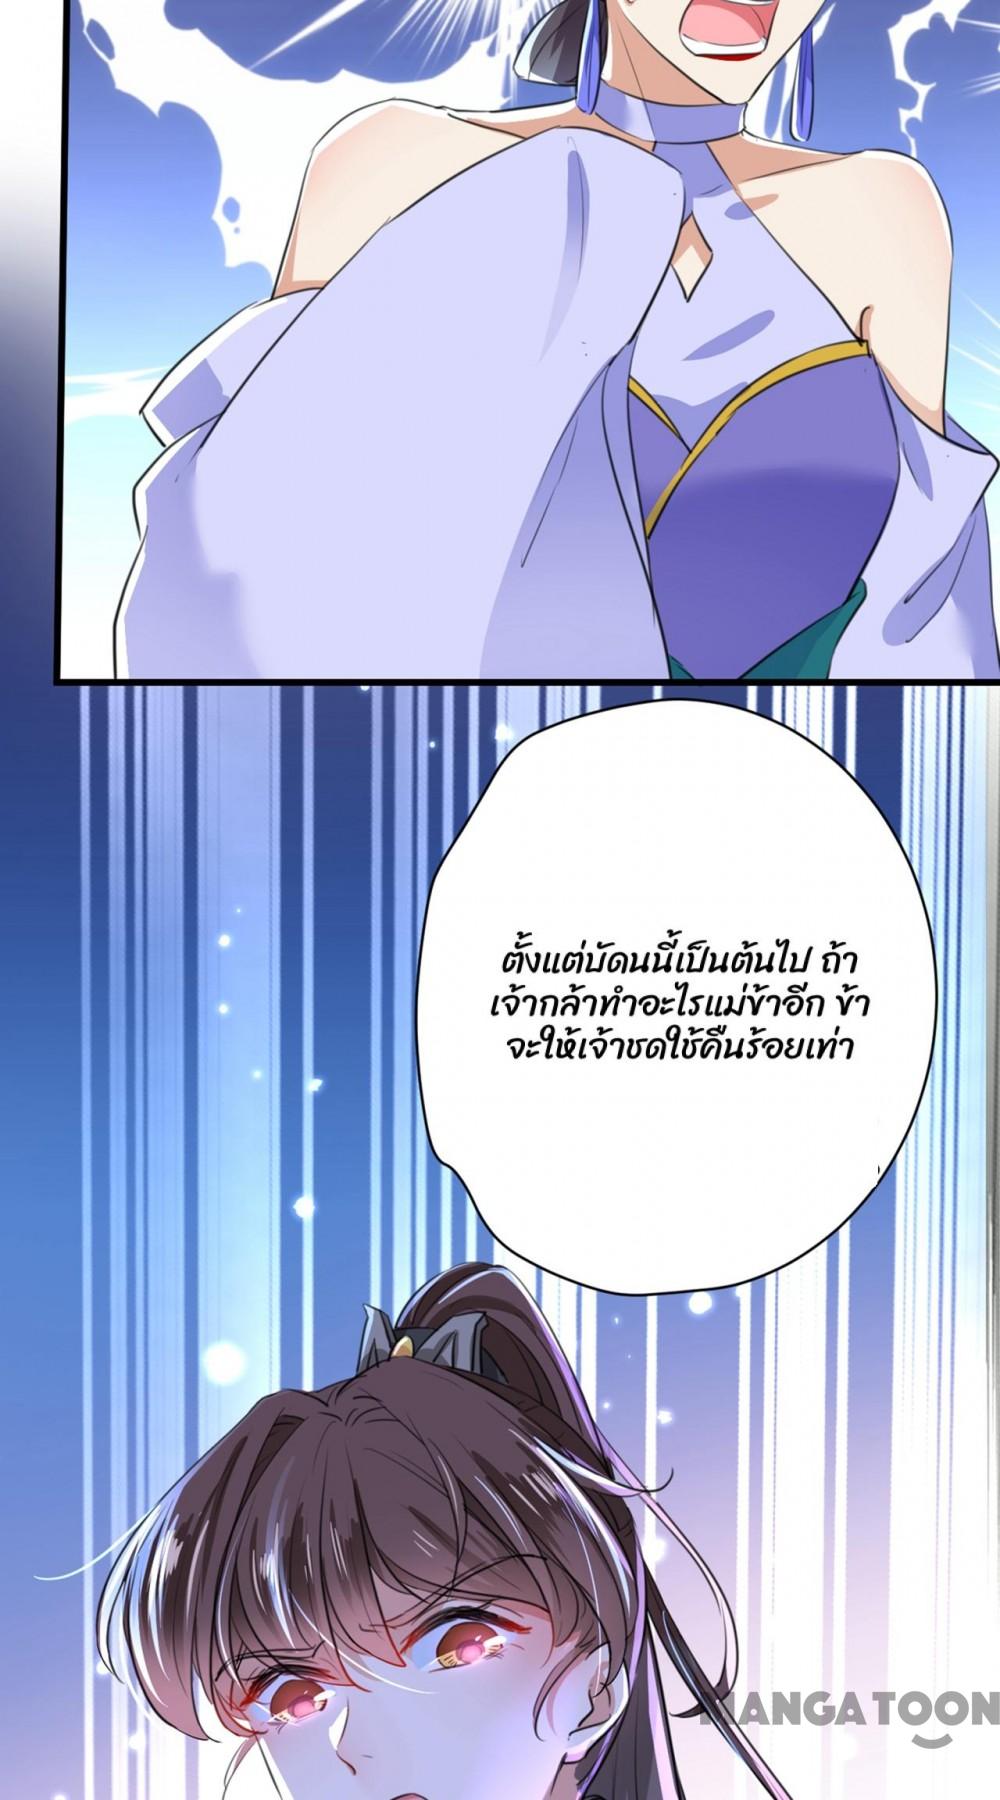 ตั้งแต่บัดนนี้เป็นต้นไป ถ้า
เจ้ากล้าทำอะไรแม่ข้าอีก ข้า
จะให้เจ้าชดใช้คืนร้อยเท่า
MANGATOON